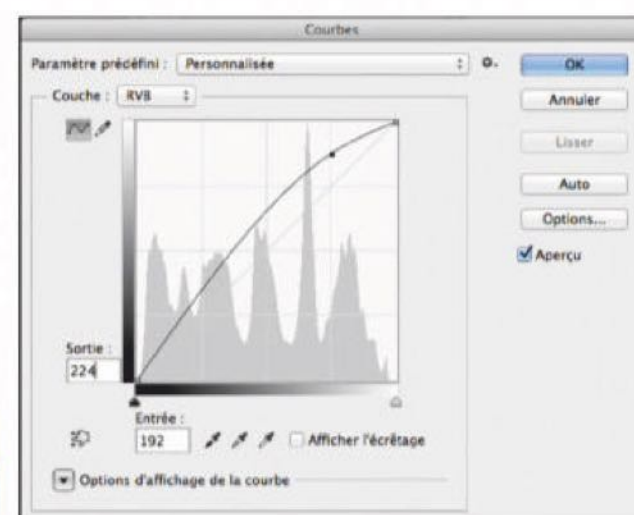 Courbes
Paramètre prédéfini : Personnalisée
OK
Couche : RVB
Annuler
Lisser
Auto
Options...
Aperçu
Sortie :
224
Entrée :
192
Afficher l'écrêtage
Options d'affichage de la courbe